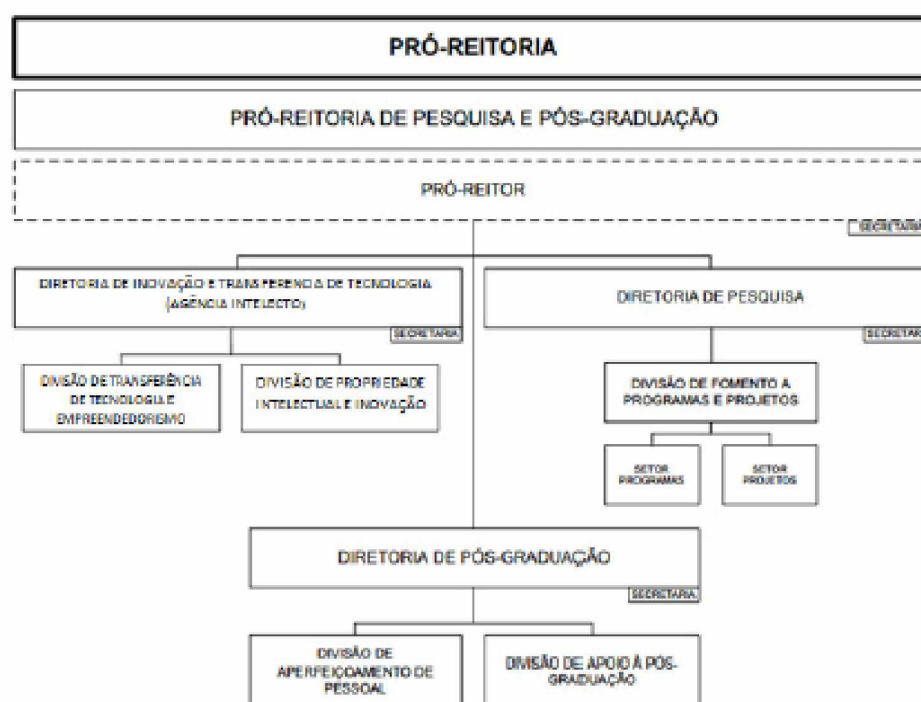 PRÓ-REITORIA
PRÓ-REITORIA DE PESQUISA E PÓS-GRADUAÇÃO
PRÓ-REITOR
SECRETARIA
DIRETORIA DE INOVAÇÃO E TRANSFERENCIA DE TECNOLOGIA
(AGÊNCIA INTELECTO)
SECRETARIA
DIRETORIA DE PESQUISA
SECRETARI
DIVISÃO DE TRANSFERÊNCIA
DE TECNOLOGIA E
EMPREENDEDORISMO
DIVISÃO DE PROPRIEDADE
INTELECTUAL E INOVAÇÃO
DIVISÃO DE FOMENTO A
PROGRAMAS E PROJETOS
SETOR
PROGRAMAS
SETOR
PROJETOS
DIRETORIA DE PÓS-GRADUAÇÃO
SECRETARIA
DIVISÃO DE
APERFEIÇOAMENTO DE
PESSOAL
DIVISÃO DE APOIO À PÓS-
GRADUAÇÃO